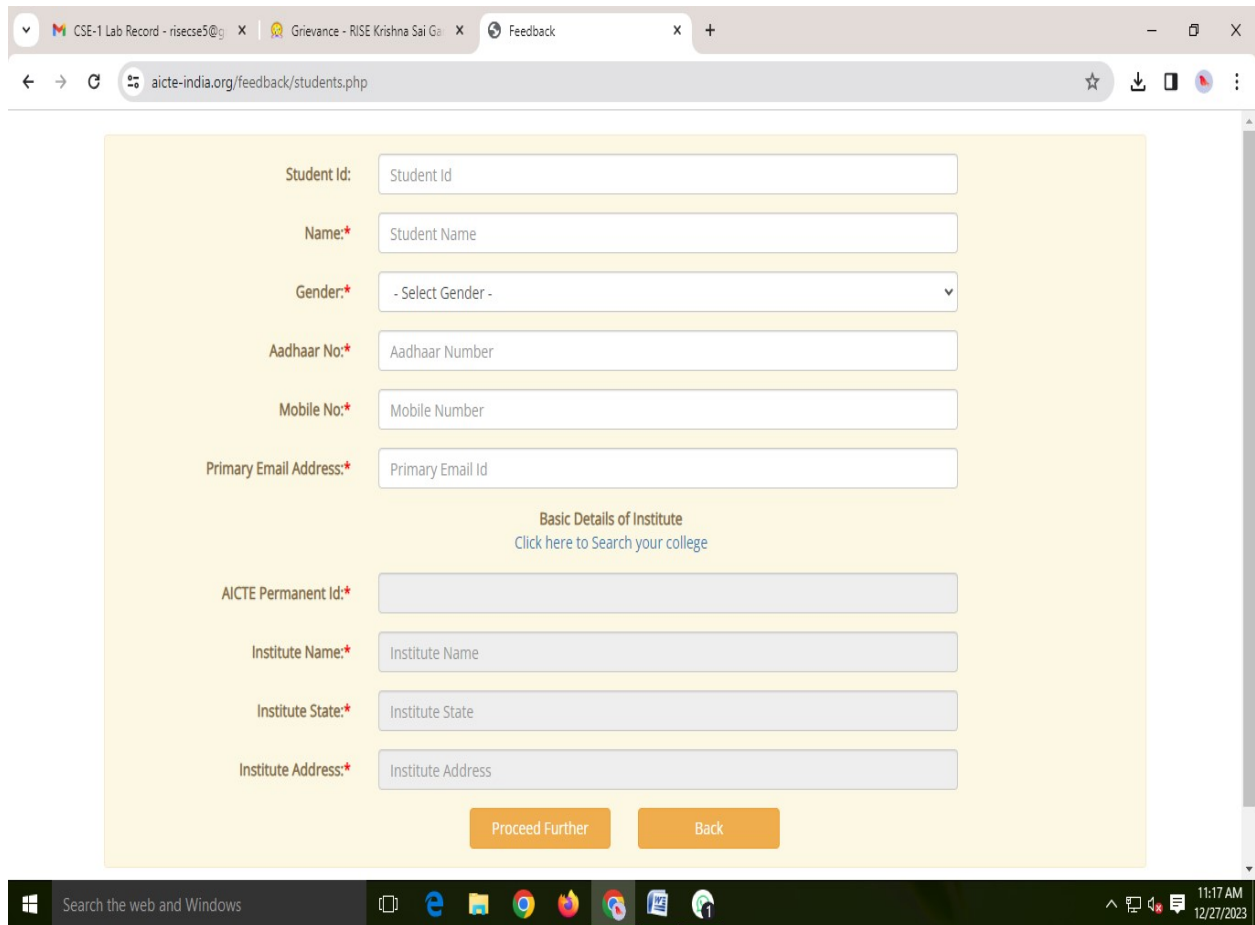 CSE-1 Lab Record - risecse5@g
Grievance - RISE Krishna Sai Ga
Feedback
aicte-india.org/feedback/students.php
Student Id:
Student Id
Name:*
Student Name
Gender:*
- Select Gender -
Aadhaar No:*
Aadhaar Number
Mobile No:*
Mobile Number
Primary Email Address:*
Primary Email Id
Basic Details of Institute
Click here to Search your college
AICTE Permanent Id:*
Institute Name:*
Institute Name
Institute State:*
Institute State
Institute Address:*
Institute Address
Proceed Further
Back
Search the web and Windows
1
11:17 AM
12/27/2023